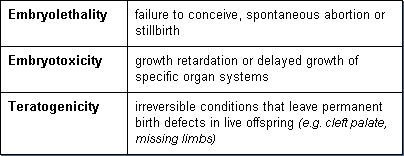 Embryolethality failure to conceive, spontaneous abortion or
stillbirth
Embryotoxicity growth retardation or delayed growth of
specific organ systems
Teratogenicity irreversible conditions that leave permanent
birth defects in live offspring (e.g. cleft palate,
missing limbs)